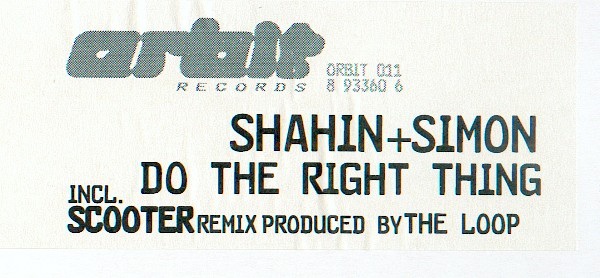 orbit
RECORDS
ORBIT 011
8 93360 6
SHAHIN+SIMON
DO THE RIGHT THING
INCL.
SCOOTER REMIX PRODUCED BY THE LOOP